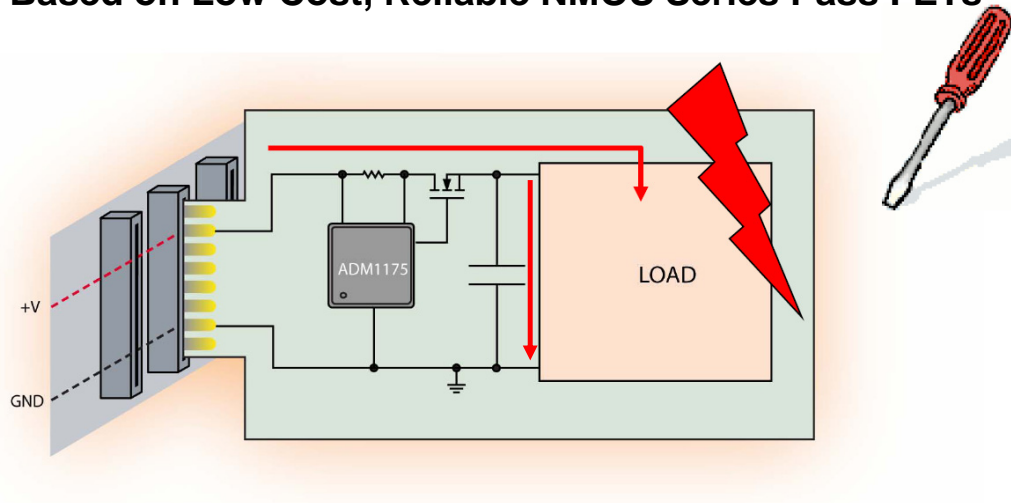 Based on Low Cost, Reliable NMOS Series Pass FETs
ADM1175
LOAD
+V
GND